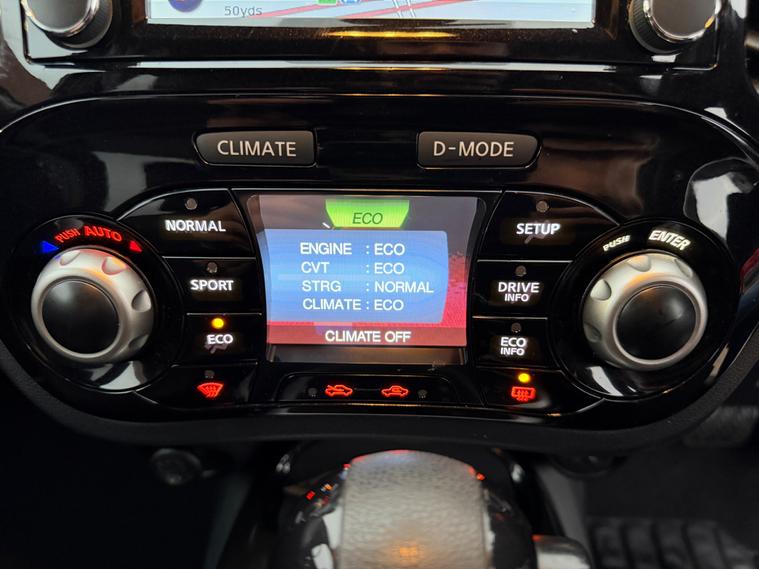 50yds
CLIMATE
D-MODE
PUSH AUTO
NORMAL
SPORT
ECO
ECO
ENGINE : ECO
CVT : ECO
STRG : NORMAL
CLIMATE : ECO
CLIMATE OFF
SETUP
DRIVE
INFO
ECO
INFO
PUSH ENTER